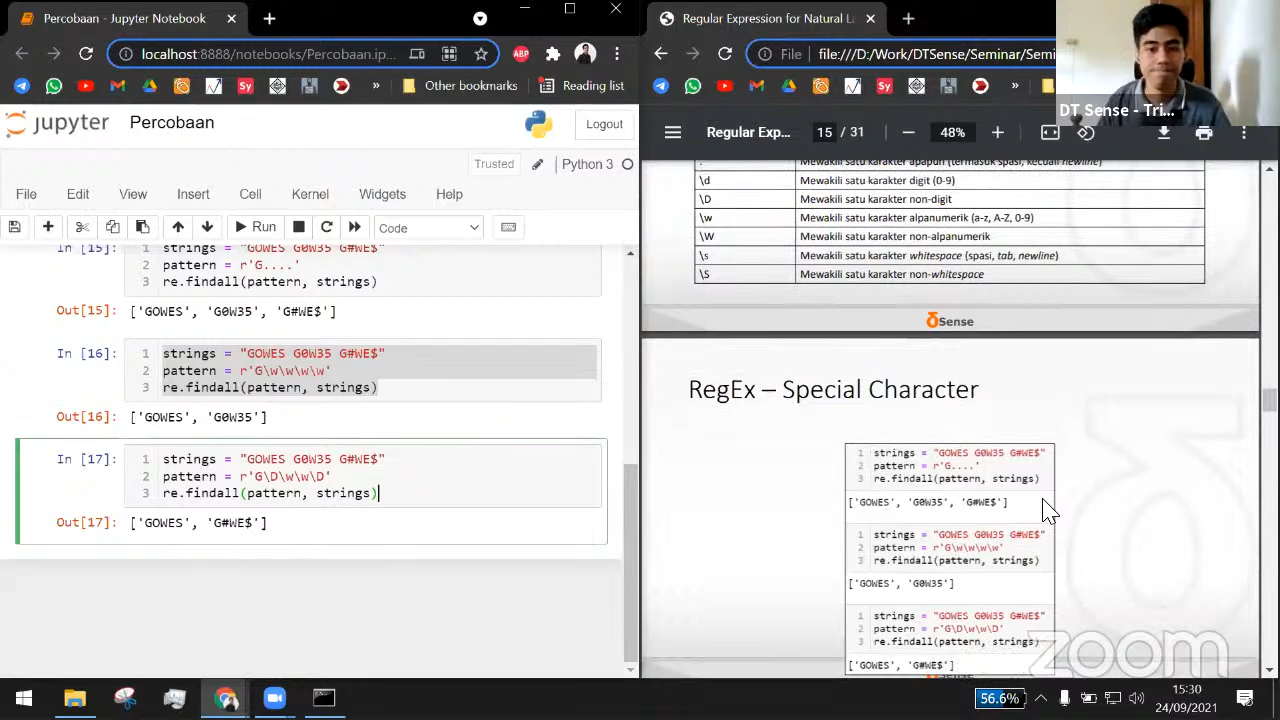 Percobaan - Jupyter Notebook
localhost:8888/notebooks/Percobaan.ip...
ABP
Sy
Other bookmarks
Reading list
jupyter Percobaan
Logout
Trusted
Python 3
File Edit View Insert Cell Kernel Widgets Help
Run
Code
In [15]:
1 strings = "GOWES G0W35 G#WE$"
2 pattern = r'G....'
3 re.findall(pattern, strings)
Out[15]: ['GOWES', 'G0W35', 'G#WE$']
In [16]:
1 strings = "GOWES G0W35 G#WE$"
2 pattern = r'G\w\w\w\w'
3 re.findall(pattern, strings)
Out[16]: ['GOWES', 'G0W35']
In [17]:
1 strings = "GOWES G0W35 G#WE$"
2 pattern = r'G\D\w\w\D'
3 re.findall(pattern, strings)
Out[17]: ['GOWES', 'G#WE$']
Regular Expression for Natural La
File file:///D:/Work/DTSense/Seminar/Semi
Sy
DT Sense - Tri...
Regular Exp... 15 / 31 48%
. Mewakili satu karakter apapun (termasuk spasi, kecuali newline)
\d Mewakili satu karakter digit (0-9)
\D Mewakili satu karakter non-digit
\w Mewakili satu karakter alpanumerik (a-z, A-Z, 0-9)
\W Mewakili satu karakter non-alpanumerik
\s Mewakili satu karakter whitespace (spasi, tab, newline)
\S Mewakili satu karakter non-whitespace
Sense
RegEx – Special Character
1 strings = "GOWES G0W35 G#WE$"
2 pattern = r'G....'
3 re.findall(pattern, strings)
['GOWES', 'G0W35', 'G#WE$']
1 strings = "GOWES G0W35 G#WE$"
2 pattern = r'G\w\w\w\w'
3 re.findall(pattern, strings)
['GOWES', 'G0W35']
1 strings = "GOWES G0W35 G#WE$"
2 pattern = r'G\D\w\w\D'
3 re.findall(pattern, strings)
['GOWES', 'G#WE$']
zoom
56.6%
15:30
24/09/2021